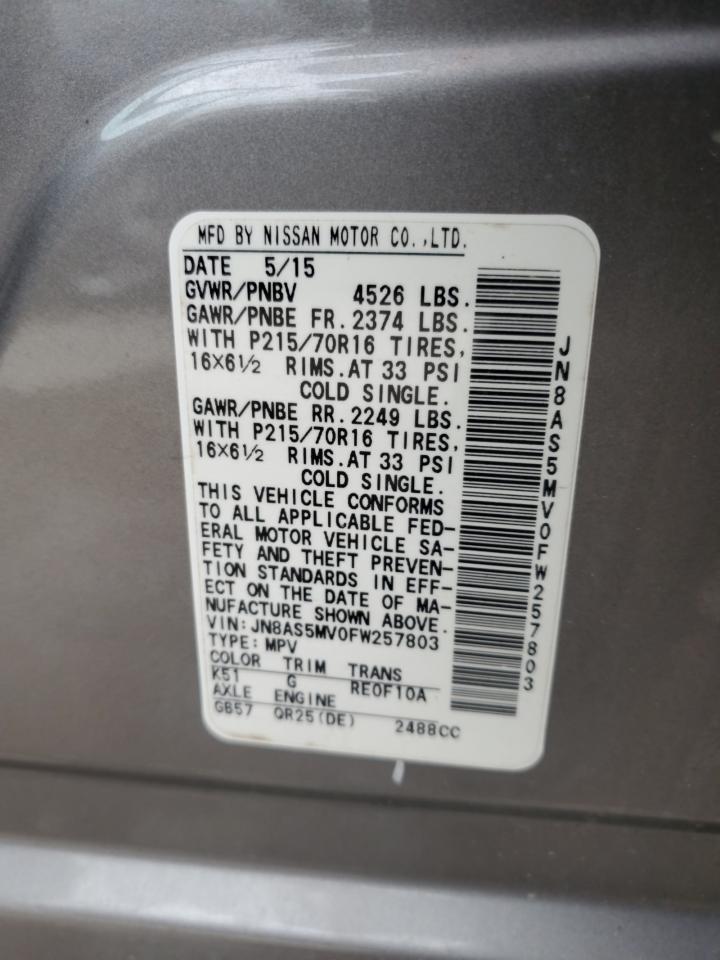 MFD BY NISSAN MOTOR CO.,LTD.
DATE 5/15
GVWR/PNBV 4526 LBS.
GAWR/PNBE FR. 2374 LBS.
WITH P215/70R16 TIRES,
16X6½ RIMS. AT 33 PSI
COLD SINGLE.
GAWR/PNBE RR. 2249 LBS.
WITH P215/70R16 TIRES,
16X6½ RIMS. AT 33 PSI
COLD SINGLE.
THIS VEHICLE CONFORMS
TO ALL APPLICABLE FED-
ERAL MOTOR VEHICLE SA-
FETY AND THEFT PREVEN-
TION STANDARDS IN EFF-
ECT ON THE DATE OF MA-
NUFACTURE SHOWN ABOVE.
VIN: JN8AS5MV0FW257803
TYPE: MPV
COLOR TRIM TRANS
K51 G RE0F10A
AXLE ENGINE
GB57 QR25(DE) 2488CC
JN8AS5MV0FW257803